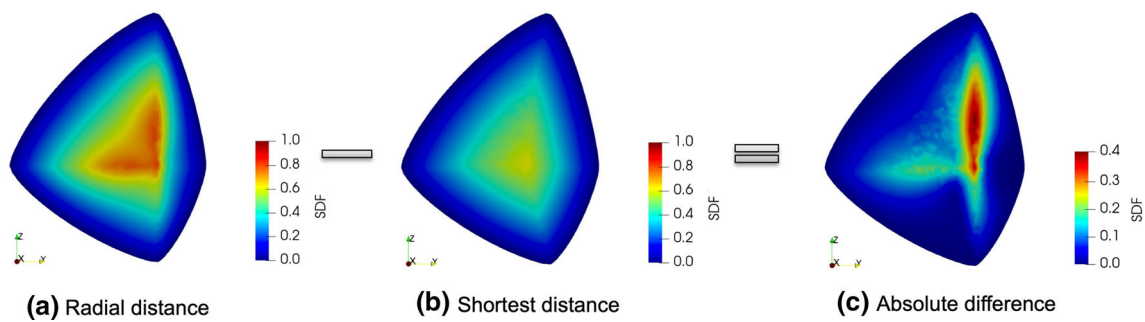 1.0
0.8
0.6
0.4
0.2
0.0
SDF
Z
X
Y
(a) Radial distance
1.0
0.8
0.6
0.4
0.2
0.0
SDF
Z
X
Y
(b) Shortest distance
0.4
0.3
0.2
0.1
0.0
SDF
Z
X
Y
(c) Absolute difference